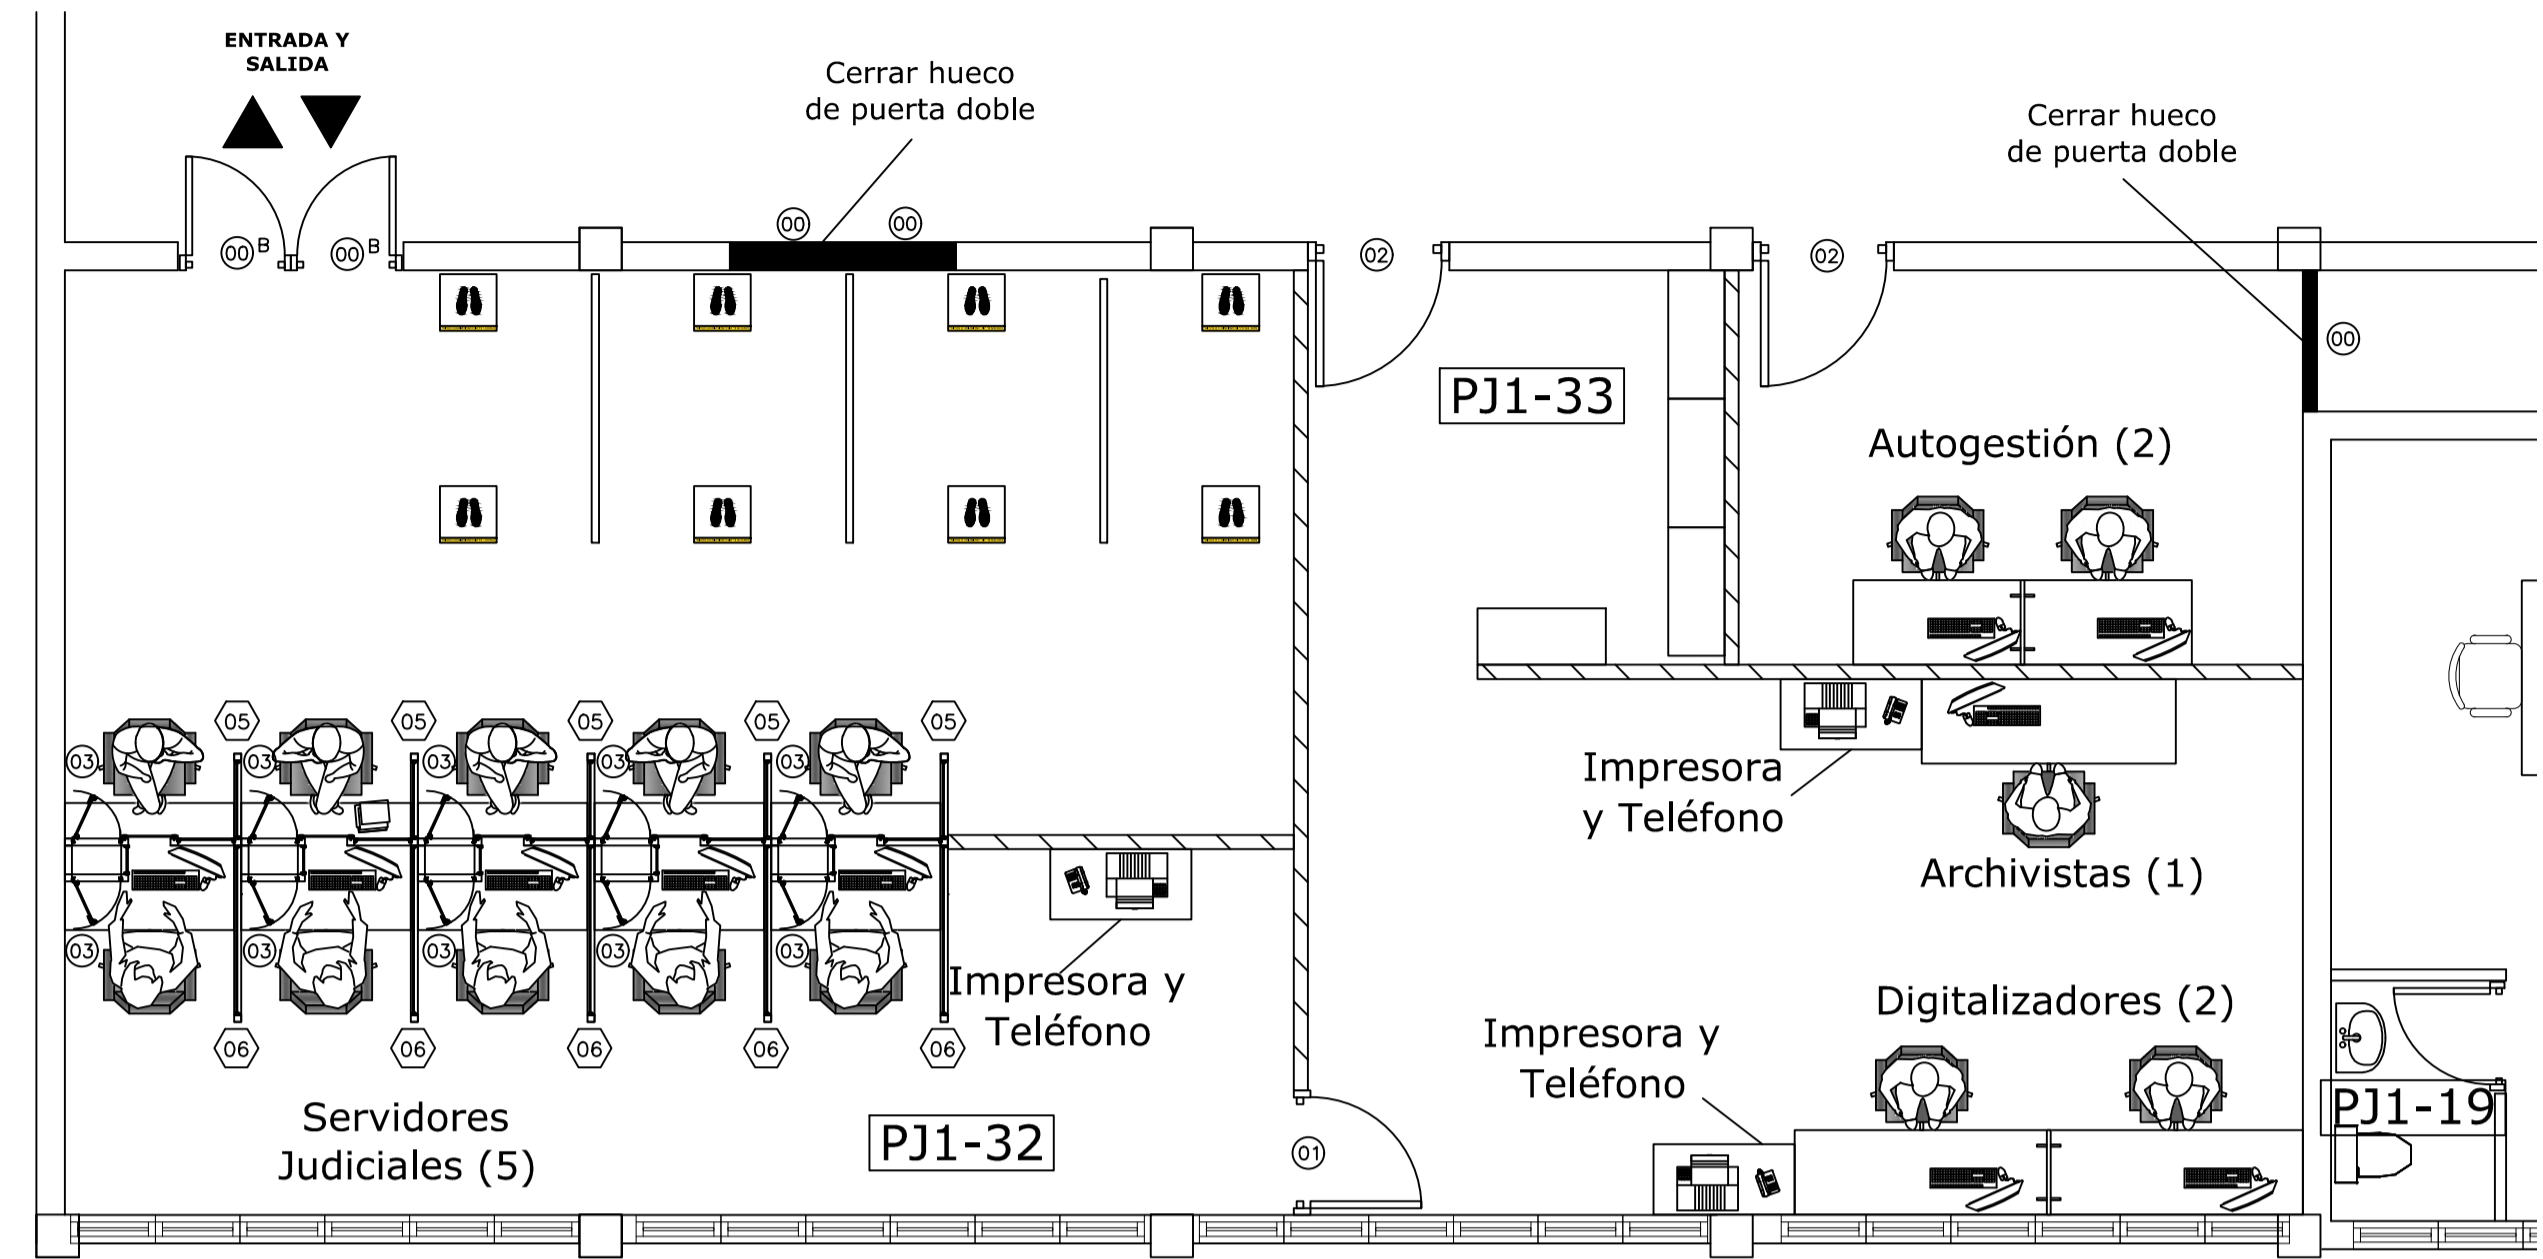 ENTRADA Y
SALIDA
Cerrar hueco
de puerta doble
Cerrar hueco
de puerta doble
00 B
00 B
00
00
02
02
00
PJ1-33
Autogestión (2)
05
05
05
05
05
03
03
03
03
03
Impresora
y Teléfono
Archivistas (1)
03
03
03
03
03
Impresora y
Teléfono
06
06
06
06
06
Digitalizadores (2)
Impresora y
Teléfono
Servidores
Judiciales (5)
PJ1-32
01
PJ1-19